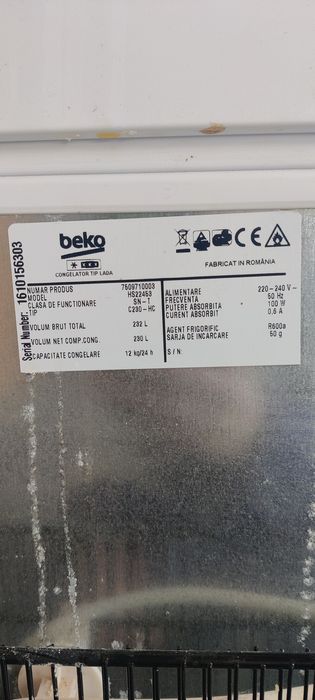 beko
CONGELATOR TIP LADA
CE
FABRICAT IN ROMÂNIA
Serial Number: 1610156303
NUMAR PRODUS 7509710003
MODEL HS22453
CLASA DE FUNCTIONARE SN-T
TIP C230-HC
VOLUM BRUT TOTAL 232 L
VOLUM NET COMP.CONG. 230 L
CAPACITATE CONGELARE 12 kg/24 h
ALIMENTARE 220-240 V~
FRECVENTA 50 Hz
PUTERE ABSORBITA 100 W
CURENT ABSORBIT 0,6 A
AGENT FRIGORIFIC R600a
SARJA DE INCARCARE 50 g
S / N :